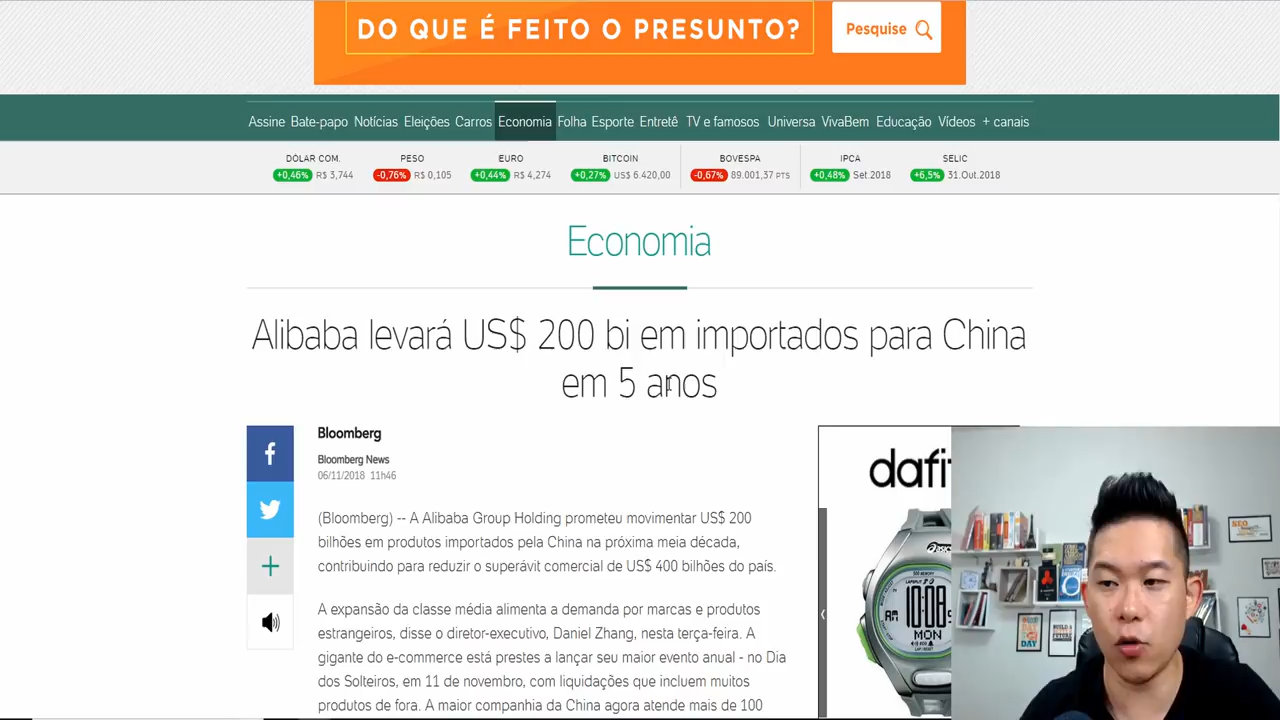 DO QUE É FEITO O PRESUNTO?
Pesquise
Assine Bate-papo Notícias Eleições Carros Economia Folha Esporte Entretê TV e famosos Universa VivaBem Educação Vídeos + canais
DÓLAR COM. PESO EURO BITCOIN BOVESPA IPCA SELIC
+0,46% R$ 3,744 -0,76% R$ 0,105 +0,44% R$ 4,274 +0,27% US$ 6.420,00 -0,67% 89.001,37 PTS +0,48% Set.2018 +6,5% 31.Out.2018
Economia
Alibaba levará US$ 200 bi em importados para China
em 5 anos
Bloomberg
Bloomberg News
06/11/2018 11h46
(Bloomberg) -- A Alibaba Group Holding prometeu movimentar US$ 200
bilhões em produtos importados pela China na próxima meia década,
contribuindo para reduzir o superávit comercial de US$ 400 bilhões do país.
A expansão da classe média alimenta a demanda por marcas e produtos
estrangeiros, disse o diretor-executivo, Daniel Zhang, nesta terça-feira. A
gigante do e-commerce está prestes a lançar seu maior evento anual - no Dia
dos Solteiros, em 11 de novembro, com liquidações que incluem muitos
produtos de fora. A maior companhia da China agora atende mais de 100
dafit
asics
10:08
MON
SEO
DAY